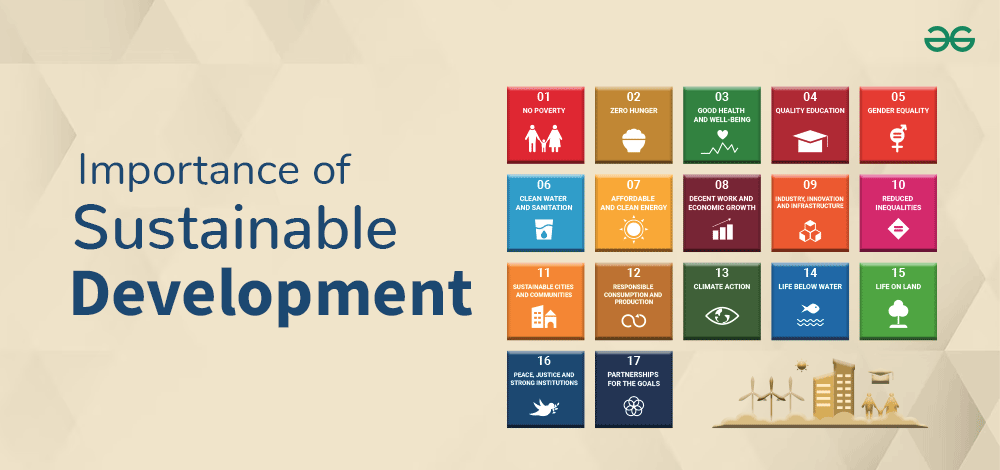 Importance of
Sustainable
Development
01
NO POVERTY
02
ZERO HUNGER
03
GOOD HEALTH
AND WELL-BEING
04
QUALITY EDUCATION
05
GENDER EQUALITY
06
CLEAN WATER
AND SANITATION
07
AFFORDABLE
AND CLEAN ENERGY
08
DECENT WORK AND
ECONOMIC GROWTH
09
INDUSTRY, INNOVATION
AND INFRASTRUCTURE
10
REDUCED
INEQUALITIES
11
SUSTAINABLE CITIES
AND COMMUNITIES
12
RESPONSIBLE
CONSUMPTION AND
PRODUCTION
13
CLIMATE ACTION
14
LIFE BELOW WATER
15
LIFE ON LAND
16
PEACE, JUSTICE AND
STRONG INSTITUTIONS
17
PARTNERSHIPS
FOR THE GOALS